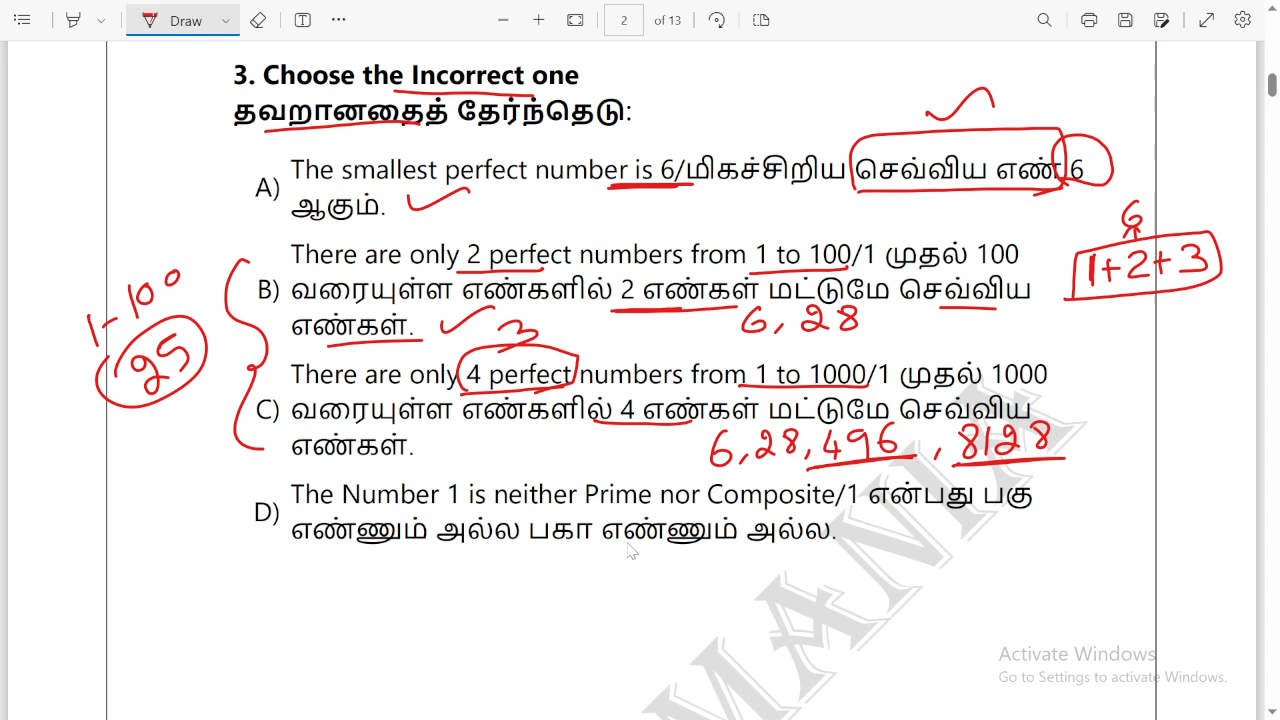 Draw
2 of 13
3. Choose the Incorrect one
தவறானதைத் தேர்ந்தெடு:
A) The smallest perfect number is 6/மிகச்சிறிய செவ்விய எண் 6
ஆகும்.
6
1+2+3
There are only 2 perfect numbers from 1 to 100/1 முதல் 100
B) வரையுள்ள எண்களில் 2 எண்கள் மட்டுமே செவ்விய
எண்கள்.
6, 28
1-100
25
3
There are only 4 perfect numbers from 1 to 1000/1 முதல் 1000
C) வரையுள்ள எண்களில் 4 எண்கள் மட்டுமே செவ்விய
எண்கள்.
6, 28, 496, 8128
D) The Number 1 is neither Prime nor Composite/1 என்பது பகு
எண்ணும் அல்ல பகா எண்ணும் அல்ல.
MANIA
Activate Windows
Go to Settings to activate Windows.